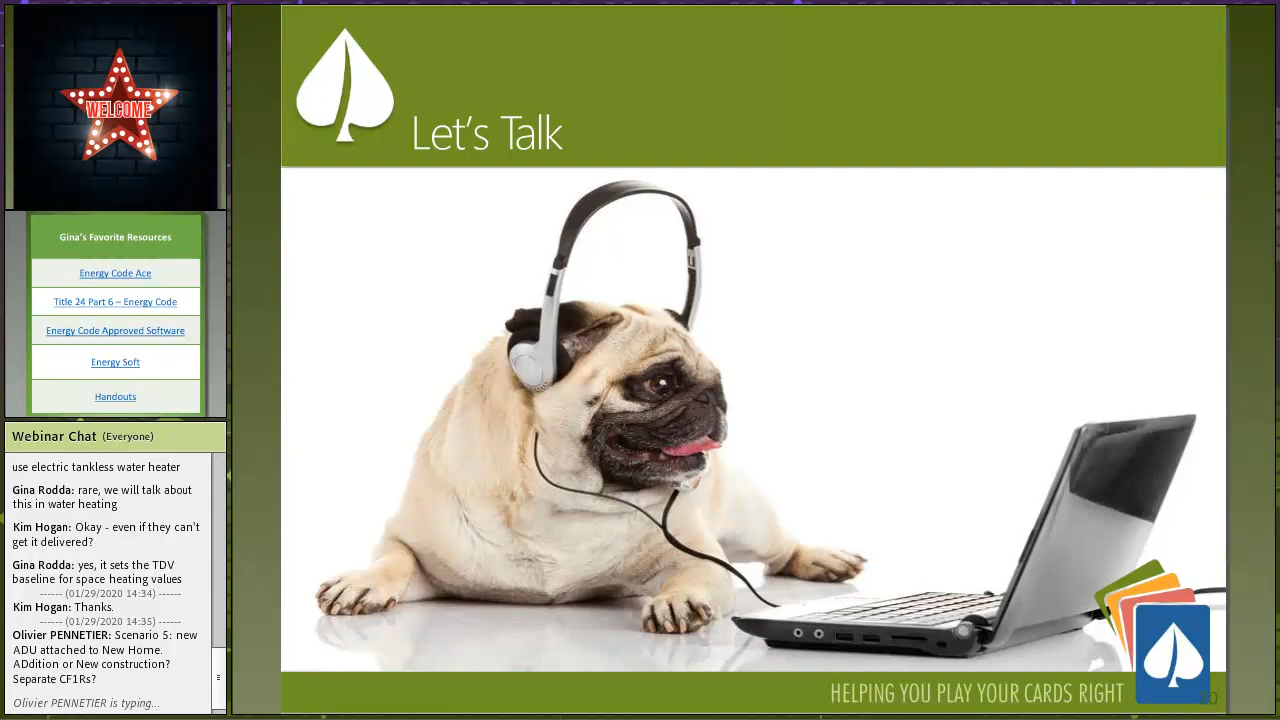 WELCOME
Gina's Favorite Resources
Energy Code Ace
Title 24 Part 6 – Energy Code
Energy Code Approved Software
Energy Soft
Handouts
Webinar Chat (Everyone)
use electric tankless water heater
Gina Rodda: rare, we will talk about
this in water heating
Kim Hogan: Okay - even if they can't
get it delivered?
Gina Rodda: yes, it sets the TDV
baseline for space heating values
------ (01/29/2020 14:34) ------
Kim Hogan: Thanks.
------ (01/29/2020 14:35) ------
Olivier PENNETIER: Scenario 5: new
ADU attached to New Home.
ADdition or New construction?
Separate CF1Rs?
Olivier PENNETIER is typing...
Let's Talk
HELPING YOU PLAY YOUR CARDS RIGHT
20